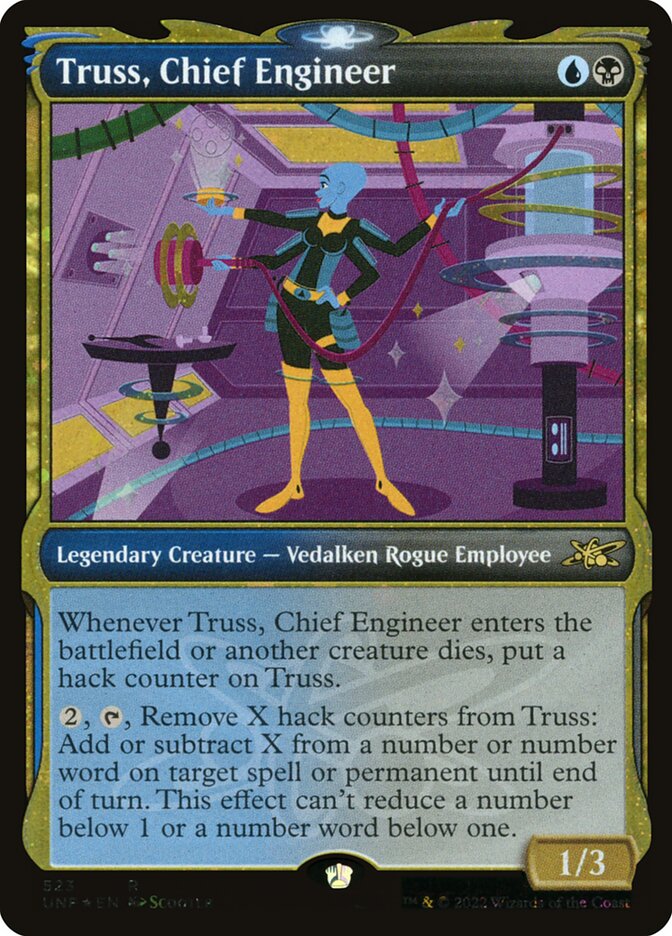 Truss, Chief Engineer
Legendary Creature — Vedalken Rogue Employee
Whenever Truss, Chief Engineer enters the
battlefield or another creature dies, put a
hack counter on Truss.
2, , Remove X hack counters from Truss:
Add or subtract X from a number or number
word on target spell or permanent until end
of turn. This effect can't reduce a number
below 1 or a number word below one.
1/3
523 R
UNF ★ EN
™ & © 2022 Wizards of the Coast